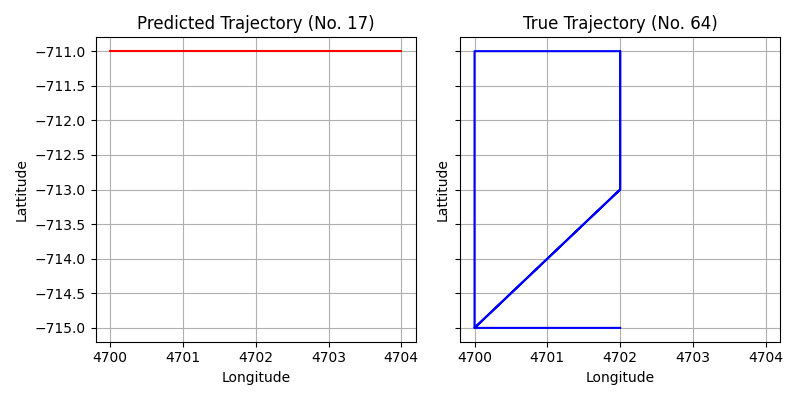 Predicted Trajectory (No. 17)
−711.0
−711.5
−712.0
−712.5
−713.0
−713.5
−714.0
−714.5
−715.0
Lattitude
4700 4701 4702 4703 4704
Longitude
True Trajectory (No. 64)
Lattitude
4700 4701 4702 4703 4704
Longitude